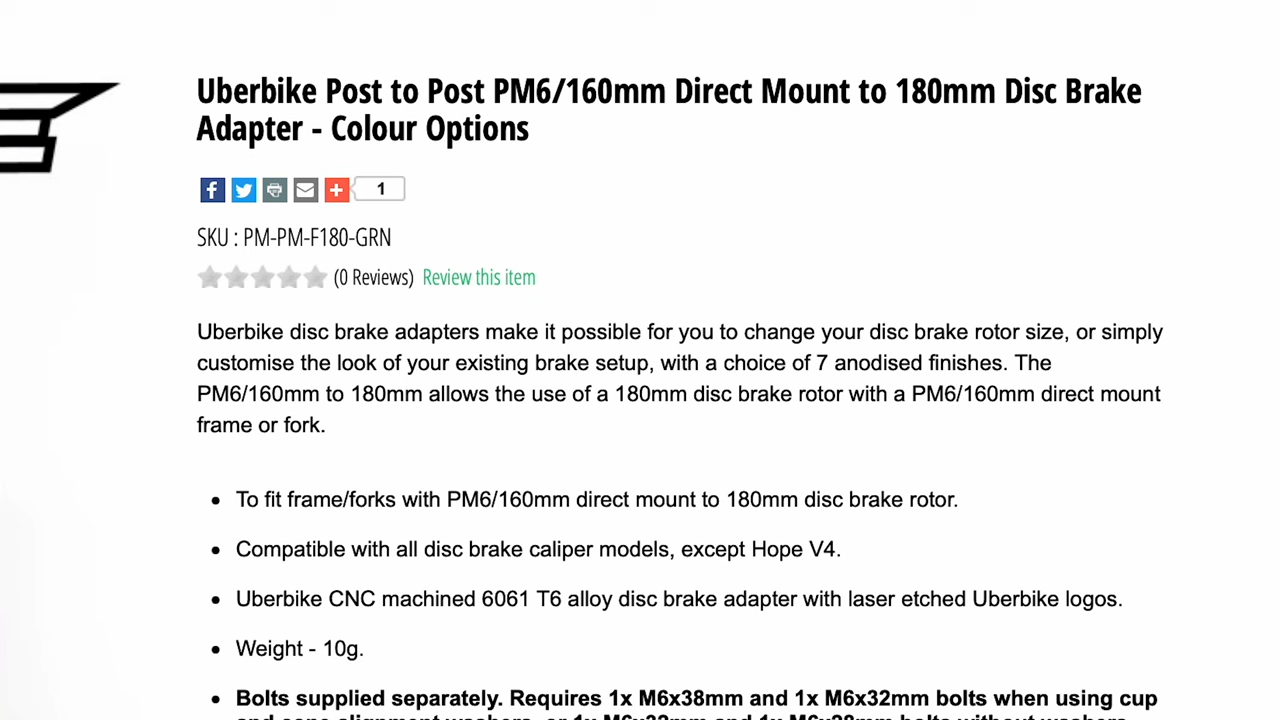 Uberbike Post to Post PM6/160mm Direct Mount to 180mm Disc Brake
Adapter - Colour Options
1
SKU : PM-PM-F180-GRN
(0 Reviews) Review this item
Uberbike disc brake adapters make it possible for you to change your disc brake rotor size, or simply
customise the look of your existing brake setup, with a choice of 7 anodised finishes. The
PM6/160mm to 180mm allows the use of a 180mm disc brake rotor with a PM6/160mm direct mount
frame or fork.
• To fit frame/forks with PM6/160mm direct mount to 180mm disc brake rotor.
• Compatible with all disc brake caliper models, except Hope V4.
• Uberbike CNC machined 6061 T6 alloy disc brake adapter with laser etched Uberbike logos.
• Weight - 10g.
• Bolts supplied separately. Requires 1x M6x38mm and 1x M6x32mm bolts when using cup